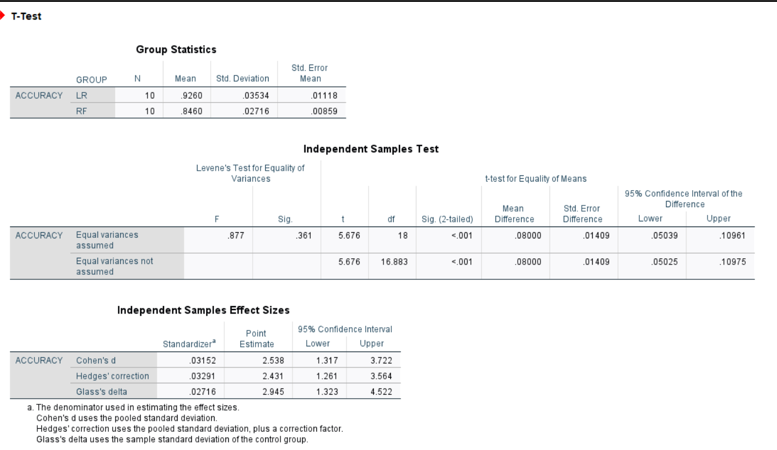 T-Test
Group Statistics
GROUP N Mean Std. Deviation Std. Error Mean
ACCURACY LR 10 .9260 .03534 .01118
RF 10 .8460 .02716 .00859
Independent Samples Test
Levene's Test for Equality of Variances t-test for Equality of Means
95% Confidence Interval of the Difference
F Sig. t df Sig. (2-tailed) Mean Difference Std. Error Difference Lower Upper
ACCURACY Equal variances assumed .877 .361 5.676 18 <.001 .08000 .01409 .05039 .10961
Equal variances not assumed 5.676 16.883 <.001 .08000 .01409 .05025 .10975
Independent Samples Effect Sizes
Standardizerᵃ Point Estimate 95% Confidence Interval
Lower Upper
ACCURACY Cohen's d .03152 2.538 1.317 3.722
Hedges' correction .03291 2.431 1.261 3.564
Glass's delta .02716 2.945 1.323 4.522
a. The denominator used in estimating the effect sizes.
Cohen's d uses the pooled standard deviation.
Hedges' correction uses the pooled standard deviation, plus a correction factor.
Glass's delta uses the sample standard deviation of the control group.